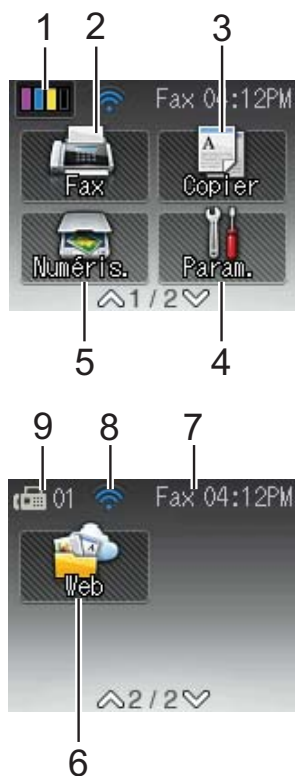 1
2
3
Fax 04:12PM
A
Fax
Copier
Numéris.
Param.
1/2
5
4
9
8
7
01
Fax 04:12PM
A
Web
2/2
6